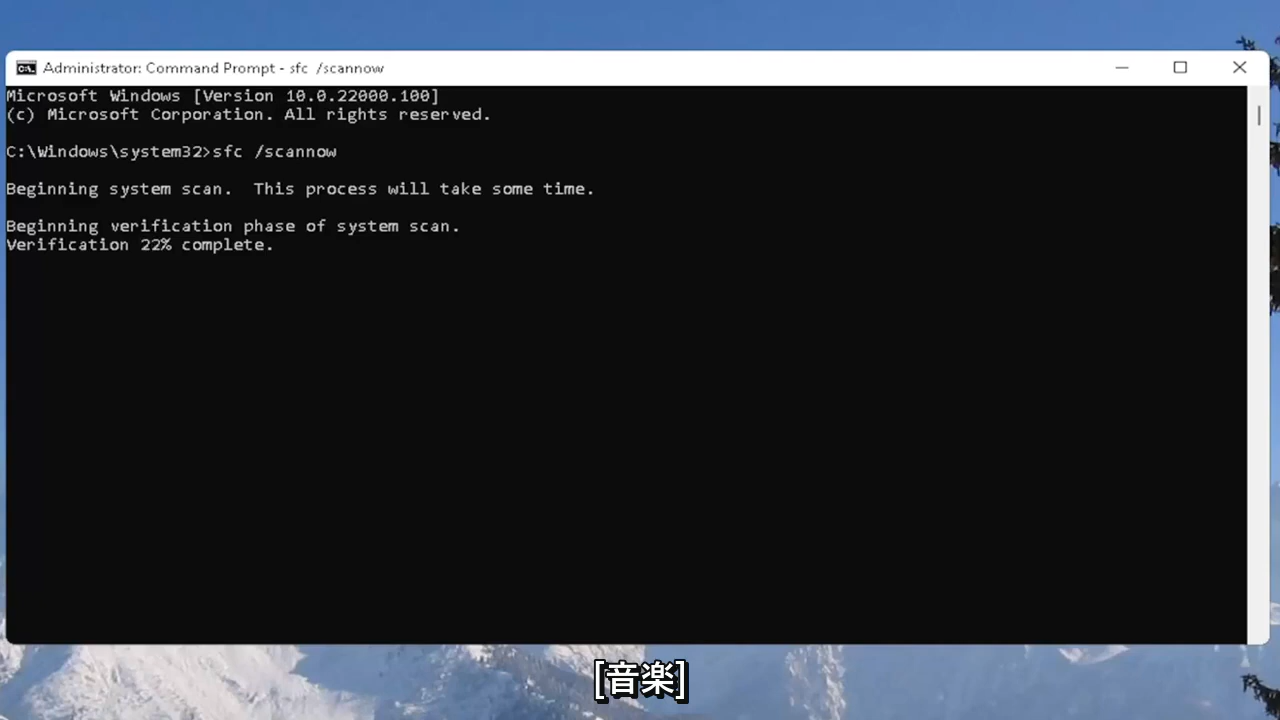 Administrator: Command Prompt - sfc  /scannow
Microsoft Windows [Version 10.0.22000.100]
(c) Microsoft Corporation. All rights reserved.
C:\Windows\system32>sfc /scannow
Beginning system scan.  This process will take some time.
Beginning verification phase of system scan.
Verification 22% complete.
[音楽]